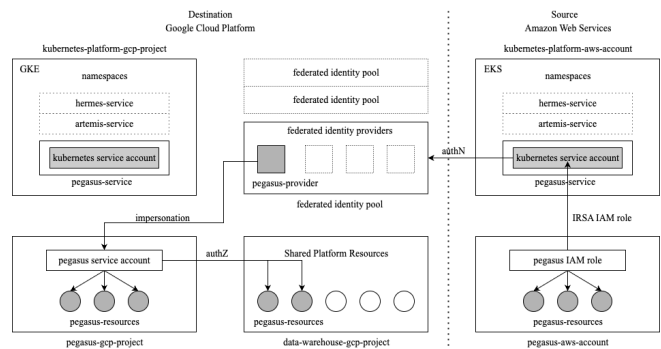 Destination
Google Cloud Platform
Source
Amazon Web Services
kubernetes-platform-gcp-project
kubernetes-platform-aws-account
GKE
namespaces
hermes-service
artemis-service
kubernetes service account
pegasus-service
federated identity pool
federated identity pool
federated identity providers
pegasus-provider
federated identity pool
authN
EKS
namespaces
hermes-service
artemis-service
kubernetes service account
pegasus-service
impersonation
IRSA IAM role
pegasus service account
pegasus-resources
pegasus-gcp-project
authZ
Shared Platform Resources
pegasus-resources
data-warehouse-gcp-project
pegasus IAM role
pegasus-resources
pegasus-aws-account